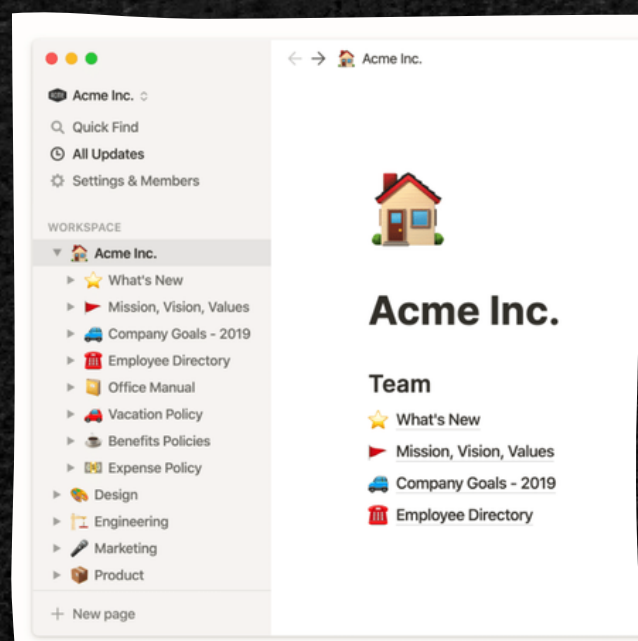 Acme Inc.
Quick Find
All Updates
Settings & Members
WORKSPACE
Acme Inc.
What's New
Mission, Vision, Values
Company Goals - 2019
Employee Directory
Office Manual
Vacation Policy
Benefits Policies
Expense Policy
Design
Engineering
Marketing
Product
New page
Acme Inc.
Acme Inc.
Team
What's New
Mission, Vision, Values
Company Goals - 2019
Employee Directory